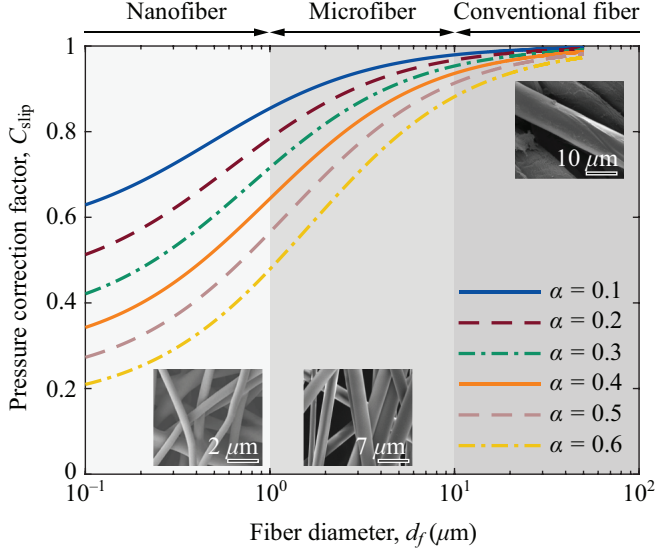 Nanofiber Microfiber Conventional fiber
Pressure correction factor, C_slip
1
0.8
0.6
0.4
0.2
0
10 μm
α = 0.1
α = 0.2
α = 0.3
α = 0.4
α = 0.5
α = 0.6
2 μm
7 μm
10⁻¹ 10⁰ 10¹ 10²
Fiber diameter, d_f (μm)